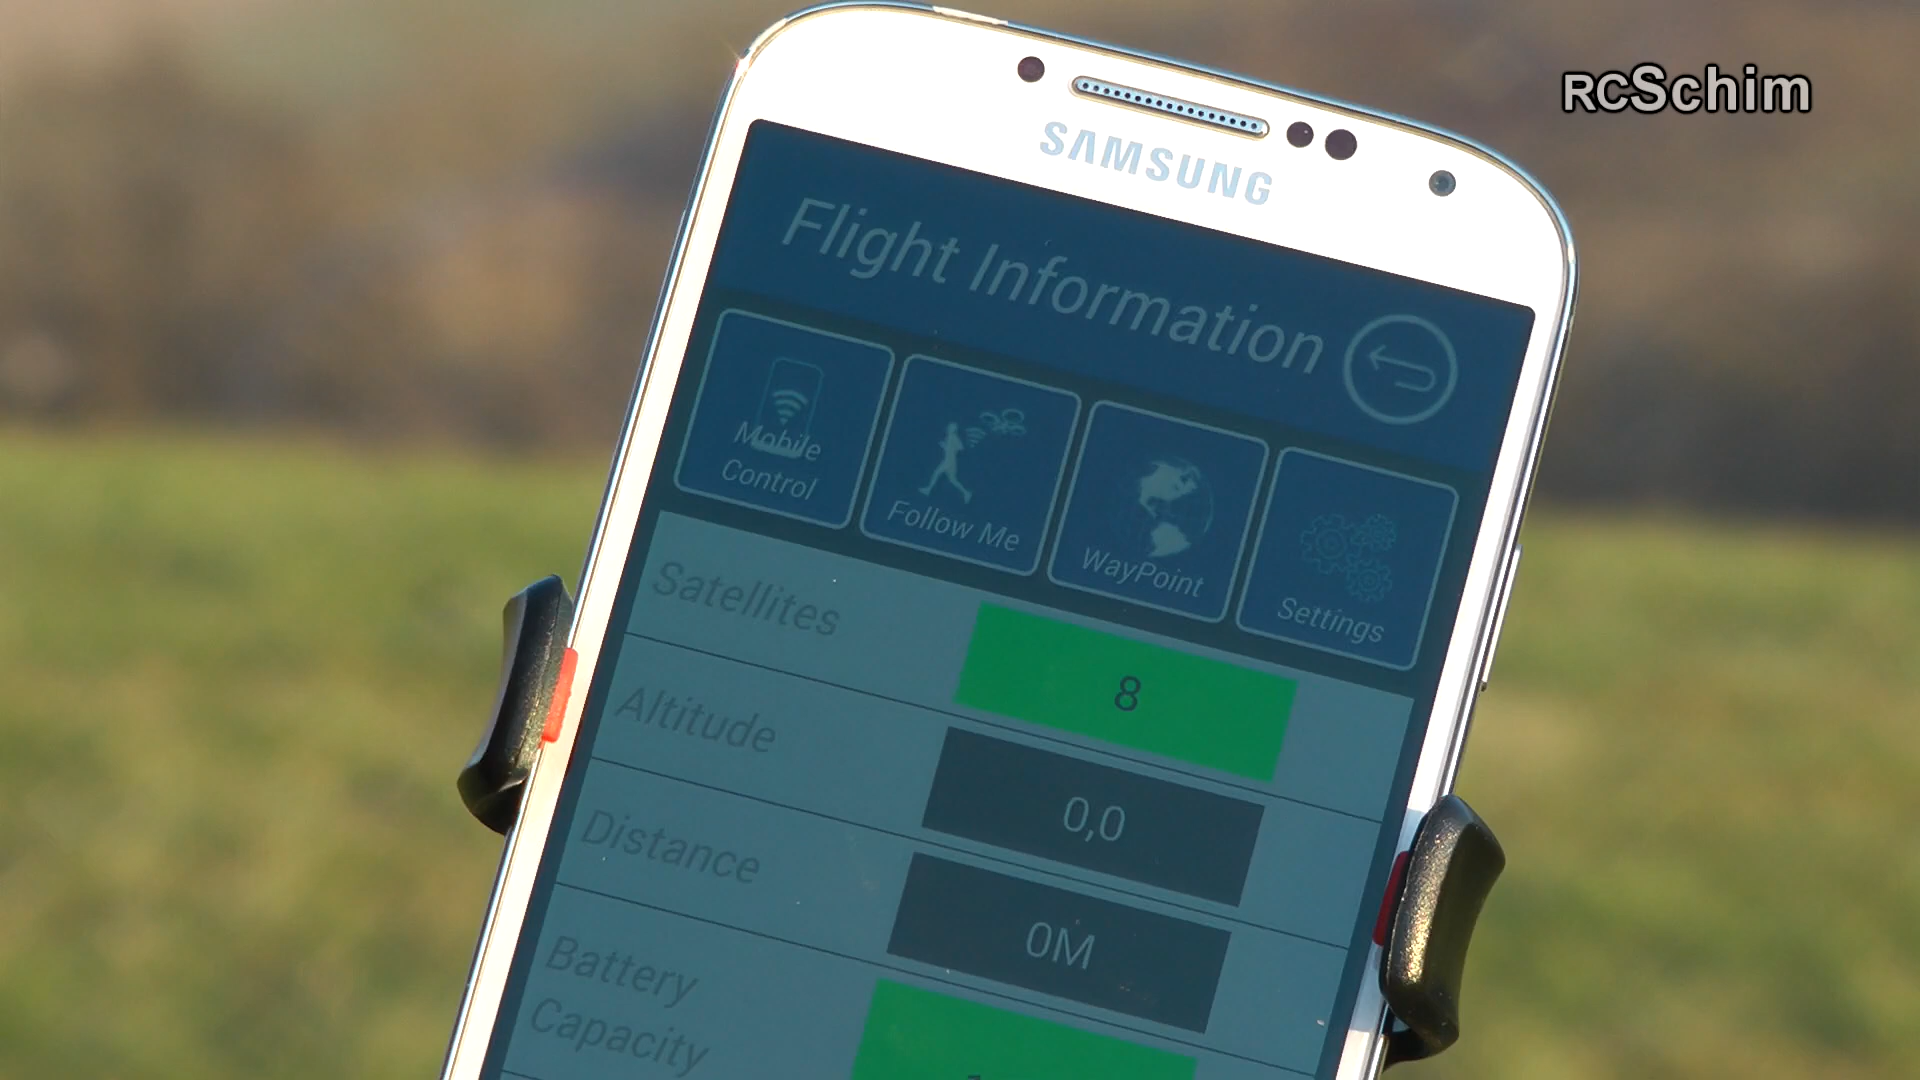 RCSchim
SAMSUNG
Flight Information
Mobile
Control
Follow Me
WayPoint
Settings
Satellites
8
Altitude
0,0
Distance
0M
Battery
Capacity